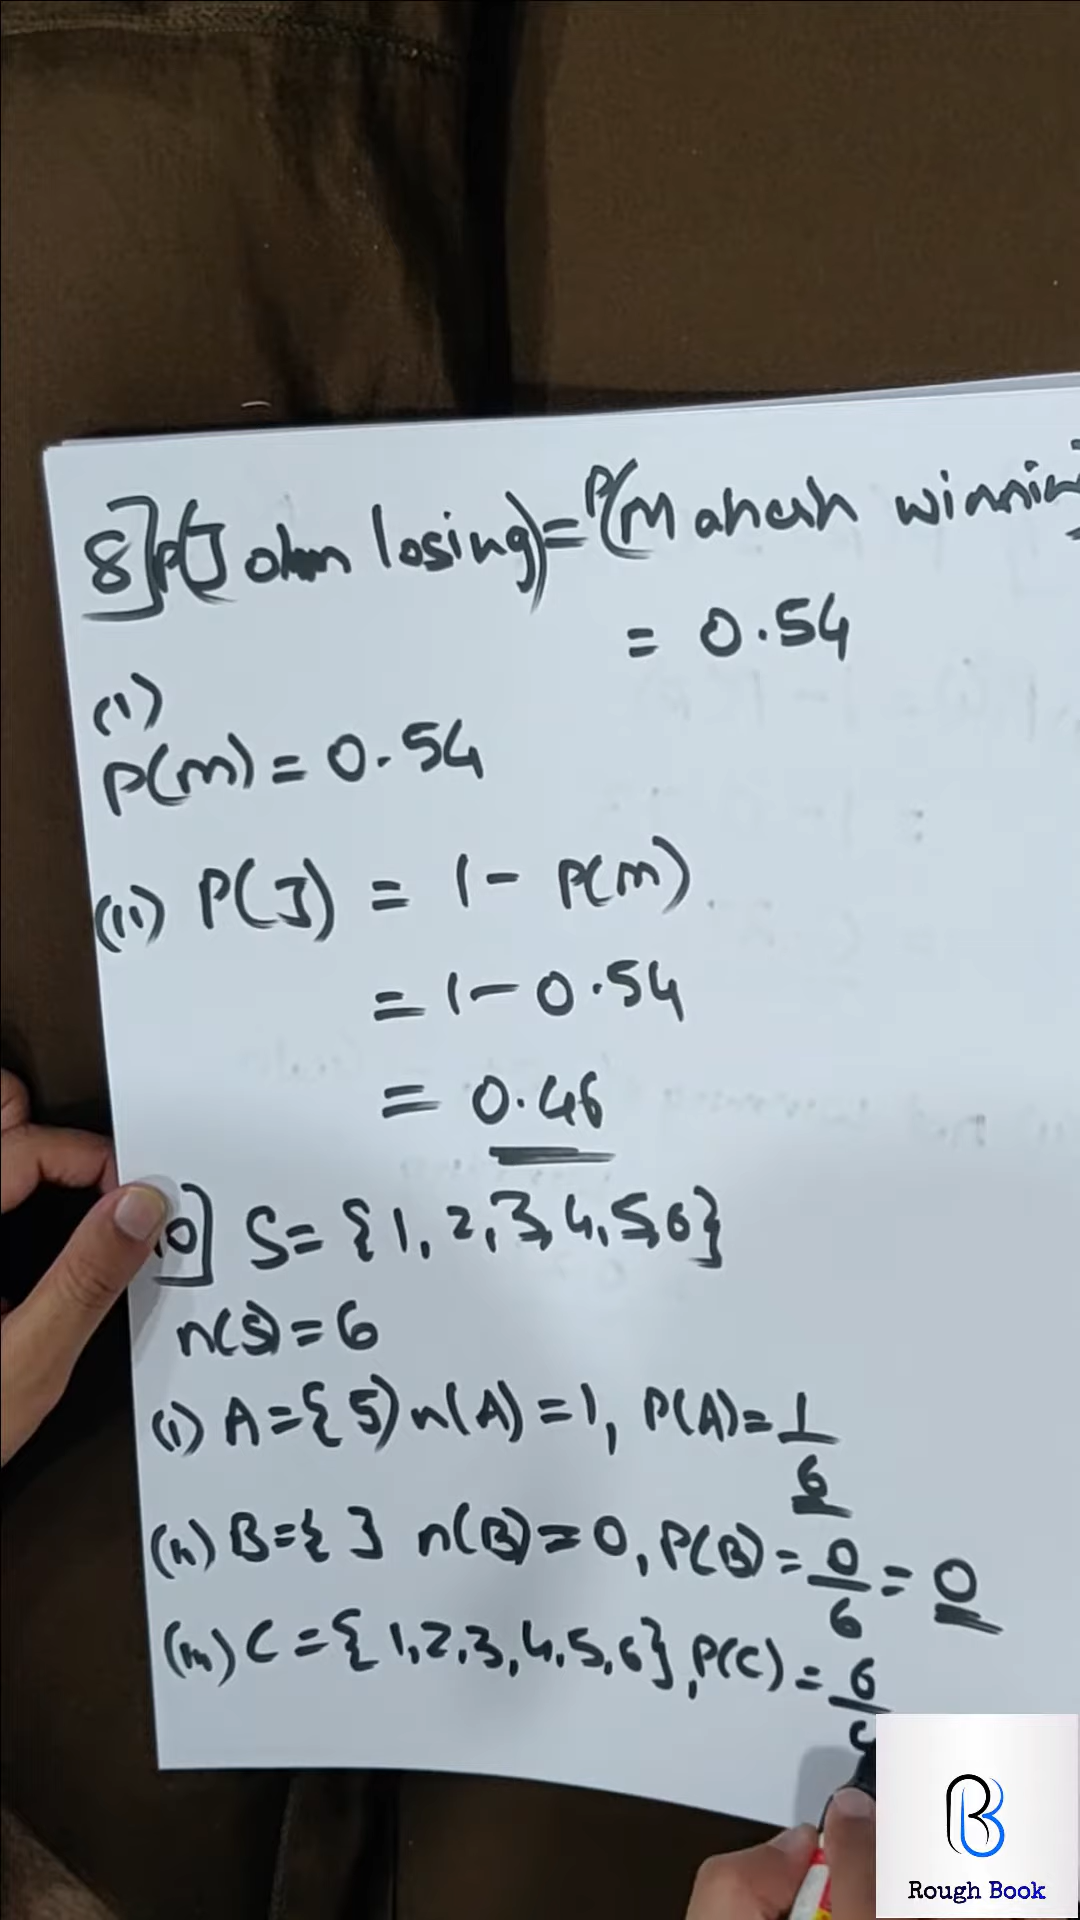 8] P(John losing) = P(Mahesh winning
= 0.54
(i)
P(M) = 0.54
(ii) P(J) = 1 - P(M)
= 1 - 0.54
= 0.46
0] S = {1, 2, 3, 4, 5, 6}
n(S) = 6
(i) A = {5} n(A) = 1, P(A) = 1/6
(ii) B = { } n(B) = 0, P(B) = 0/6 = 0
(iii) C = {1, 2, 3, 4, 5, 6}, P(C) = 6/
Rough Book